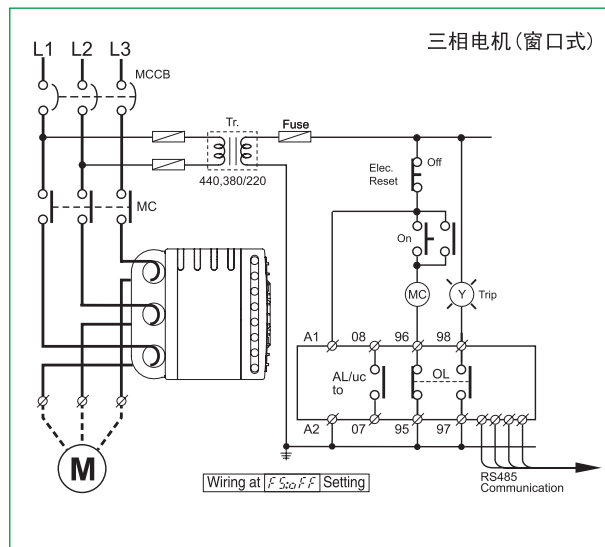 三相电机(窗口式)
L1 L2 L3
MCCB
Tr.
Fuse
440,380/220
Elec.
Reset
Off
MC
On
MC
Y
Trip
A1 08 96 98
AL/uc
to
OL
A2 07 95 97
M
Wiring at FS:oFF Setting
RS485
Communication